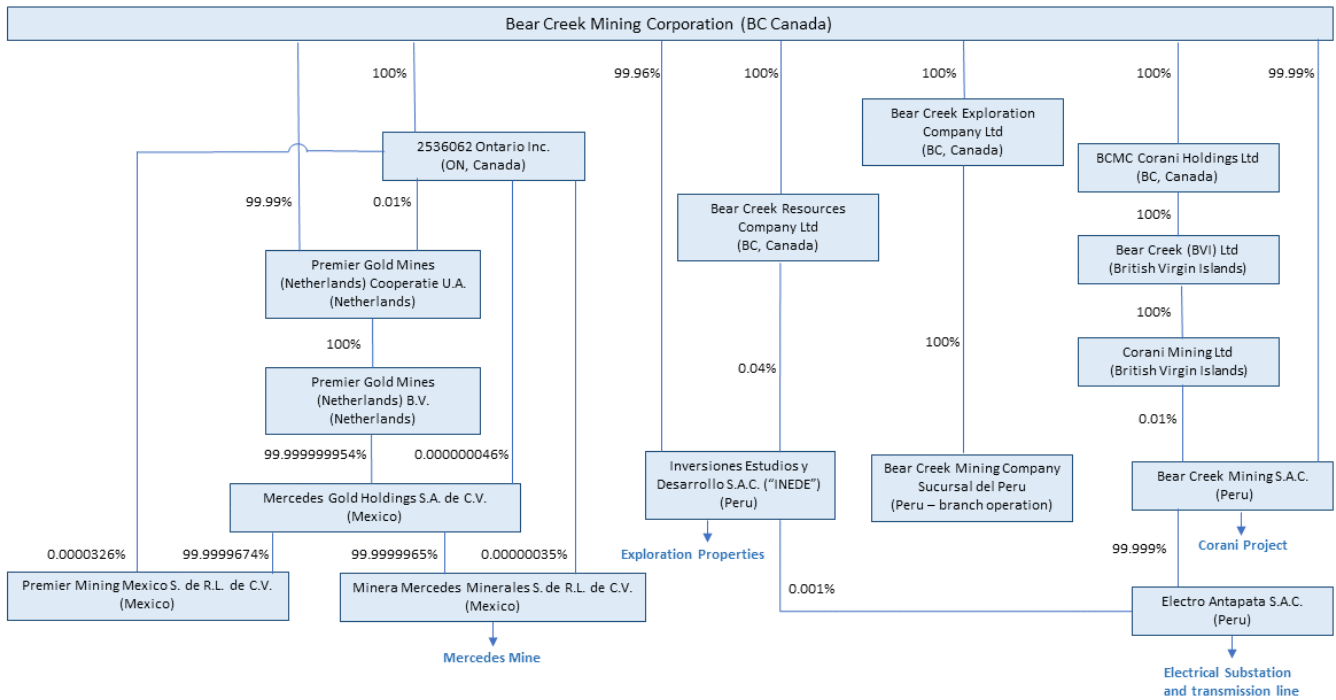 Bear Creek Mining Corporation (BC Canada)
100%
99.96%
100%
100%
100%
99.99%
Bear Creek Exploration
Company Ltd
(BC, Canada)
2536062 Ontario Inc.
(ON, Canada)
BCMC Corani Holdings Ltd
(BC, Canada)
99.99%
0.01%
Bear Creek Resources
Company Ltd
(BC, Canada)
100%
Premier Gold Mines
(Netherlands) Cooperatie U.A.
(Netherlands)
Bear Creek (BVI) Ltd
(British Virgin Islands)
100%
100%
100%
Corani Mining Ltd
(British Virgin Islands)
0.04%
Premier Gold Mines
(Netherlands) B.V.
(Netherlands)
0.01%
99.999999954%
0.000000046%
Inversiones Estudios y
Desarrollo S.A.C. (“INEDE”)
(Peru)
Bear Creek Mining Company
Sucursal del Peru
(Peru – branch operation)
Bear Creek Mining S.A.C.
(Peru)
Mercedes Gold Holdings S.A. de C.V.
(Mexico)
Exploration Properties
Corani Project
0.0000326%
99.9999674%
99.9999965%
0.00000035%
99.999%
Premier Mining Mexico S. de R.L. de C.V.
(Mexico)
Minera Mercedes Minerales S. de R.L. de C.V.
(Mexico)
0.001%
Electro Antapata S.A.C.
(Peru)
Mercedes Mine
Electrical Substation
and transmission line